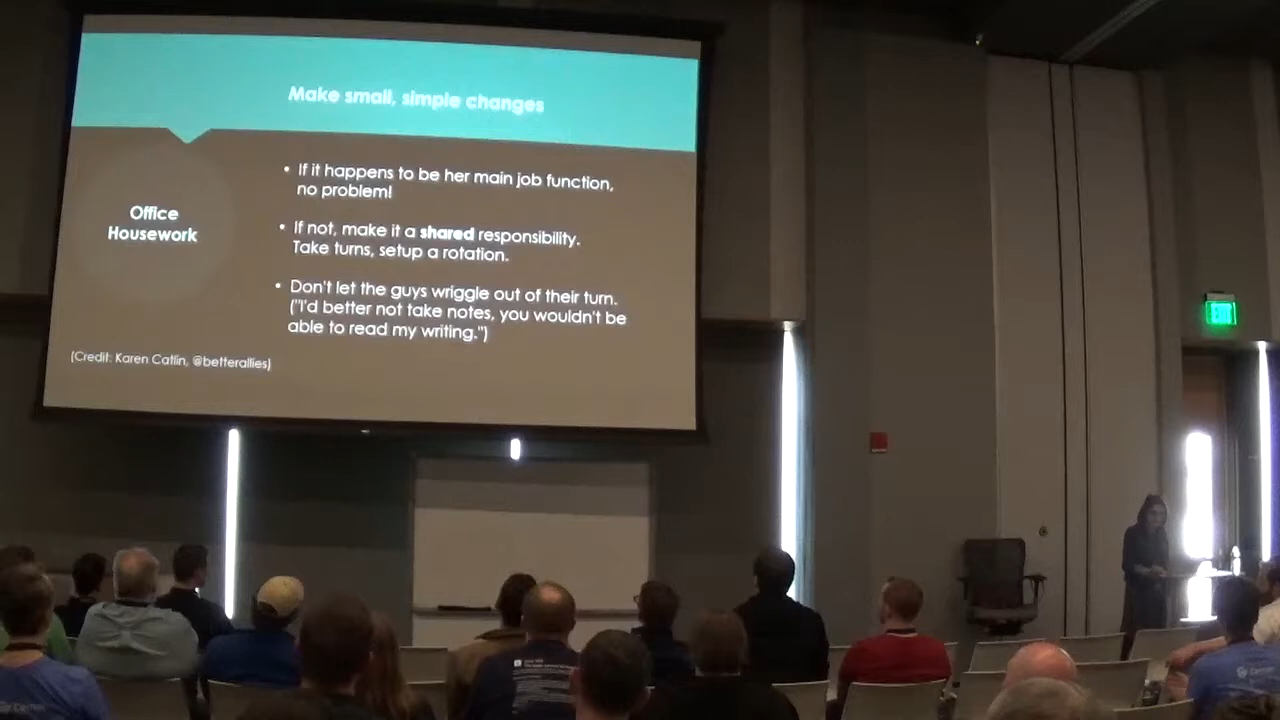 Make small, simple changes
Office
Housework
• If it happens to be her main job function,
no problem!
• If not, make it a shared responsibility.
Take turns, setup a rotation.
• Don't let the guys wriggle out of their turn.
("I'd better not take notes, you wouldn't be
able to read my writing.")
(Credit: Karen Catlin, @betterallies)
EXIT
Cerner